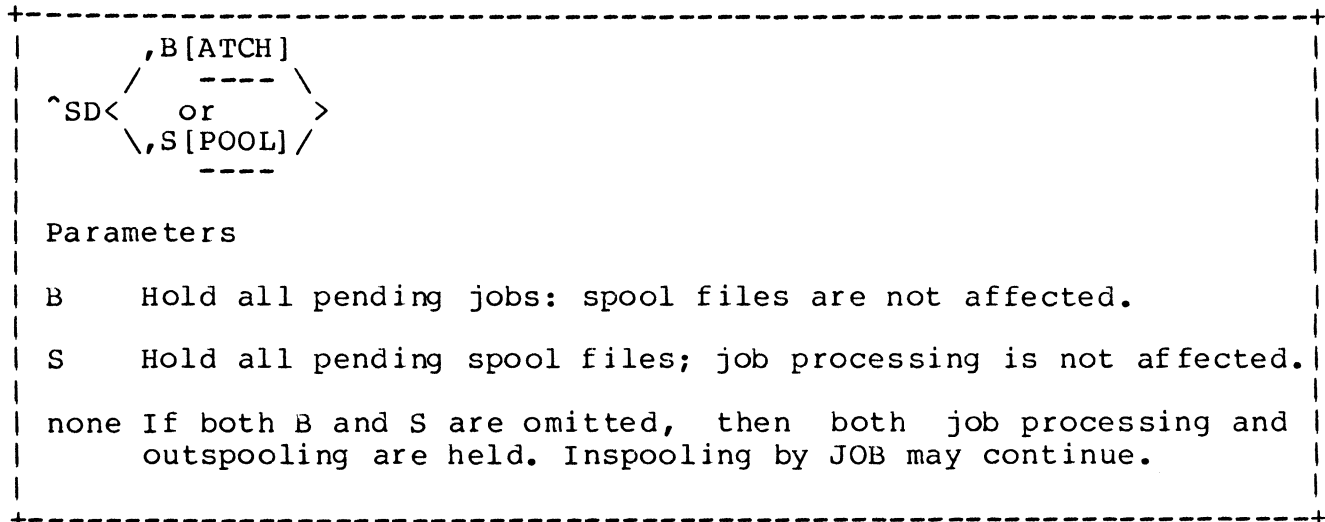 ,B[ATCH]
/ ---- \
^SD< or >
\,S[POOL]/
----
Parameters
B Hold all pending jobs: spool files are not affected.
S Hold all pending spool files; job processing is not affected.
none If both B and S are omitted, then both job processing and
outspooling are held. Inspooling by JOB may continue.